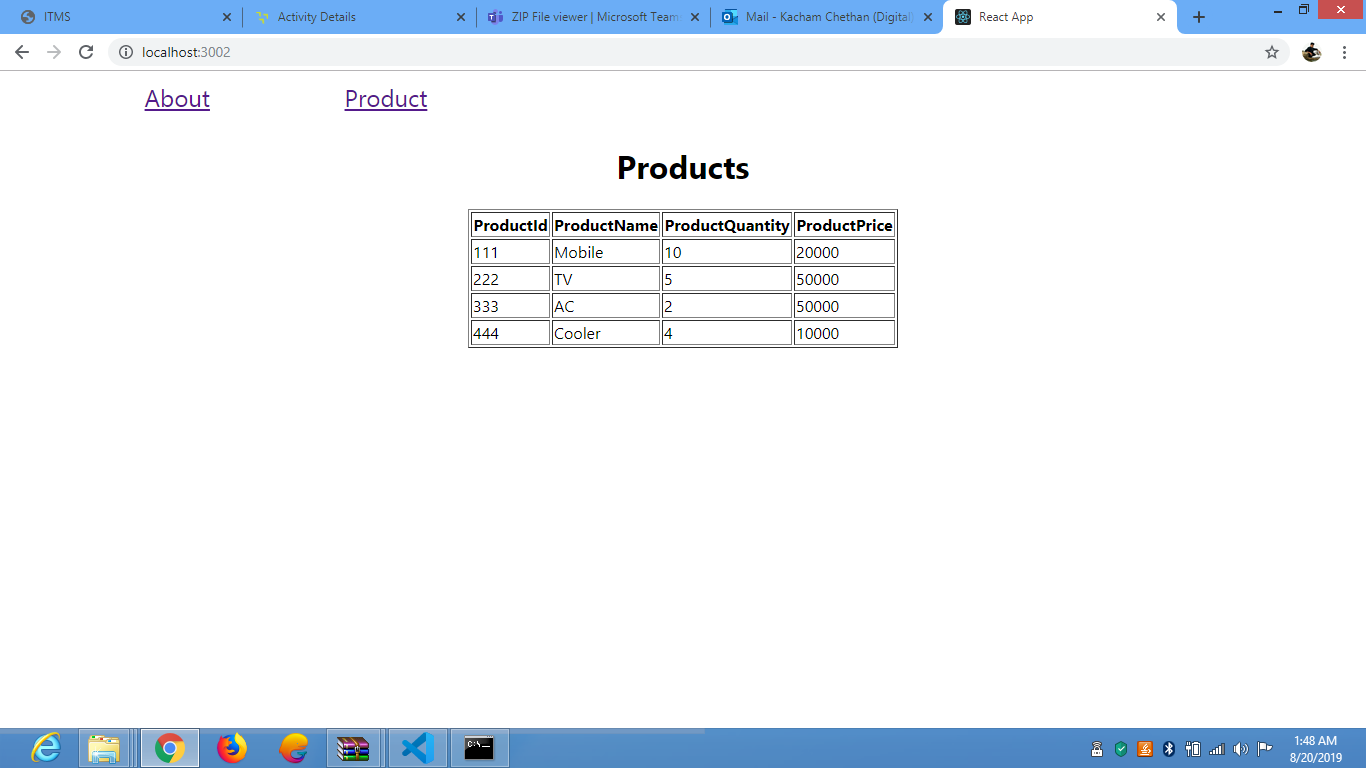 ITMS Activity Details ZIP File viewer | Microsoft Team Mail - Kacham Chethan (Digital) React App
localhost:3002
About Product
Products
ProductId ProductName ProductQuantity ProductPrice
111 Mobile 10 20000
222 TV 5 50000
333 AC 2 50000
444 Cooler 4 10000
C:\_
1:48 AM
8/20/2019